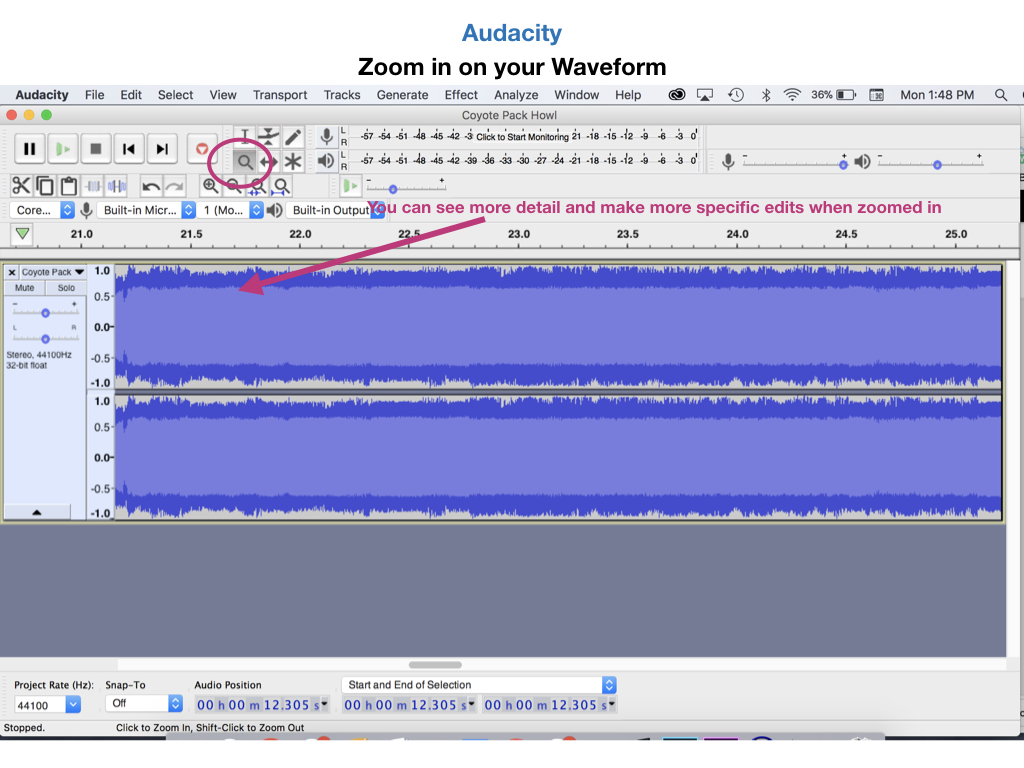 Audacity
Zoom in on your Waveform
Audacity File Edit Select View Transport Tracks Generate Effect Analyze Window Help 36% Mon 1:48 PM
Coyote Pack Howl
L R -57 -54 -51 -48 -45 -42 -3 Click to Start Monitoring 21 -18 -15 -12 -9 -6 -3 0
L R -57 -54 -51 -48 -45 -42 -39 -36 -33 -30 -27 -24 -21 -18 -15 -12 -9 -6 -3 0
Core... Built-in Micr... 1 (Mo... Built-in Output
You can see more detail and make more specific edits when zoomed in
21.0 21.5 22.0 22.5 23.0 23.5 24.0 24.5 25.0
Coyote Pack 1.0
Mute Solo
0.5-
L R
0.0-
Stereo, 44100Hz
-0.5-
32-bit float
-1.0
1.0
0.5-
0.0-
-0.5-
-1.0
Project Rate (Hz): Snap-To Audio Position Start and End of Selection
44100 Off 00 h 00 m 12.305 s 00 h 00 m 12.305 s 00 h 00 m 12.305 s
Stopped. Click to Zoom In, Shift-Click to Zoom Out